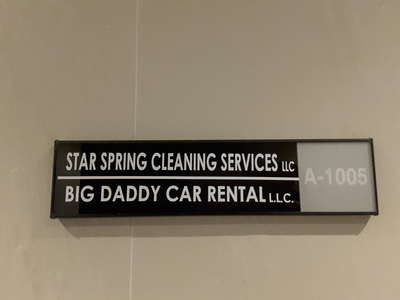 STAR SPRING CLEANING SERVICES LLC
BIG DADDY CAR RENTAL L.L.C.
A-1005